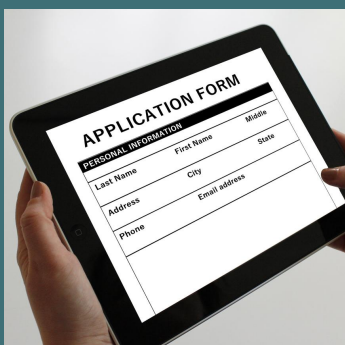 APPLICATION FORM
PERSONAL INFORMATION
Last Name First Name Middle
Address City State
Phone Email address